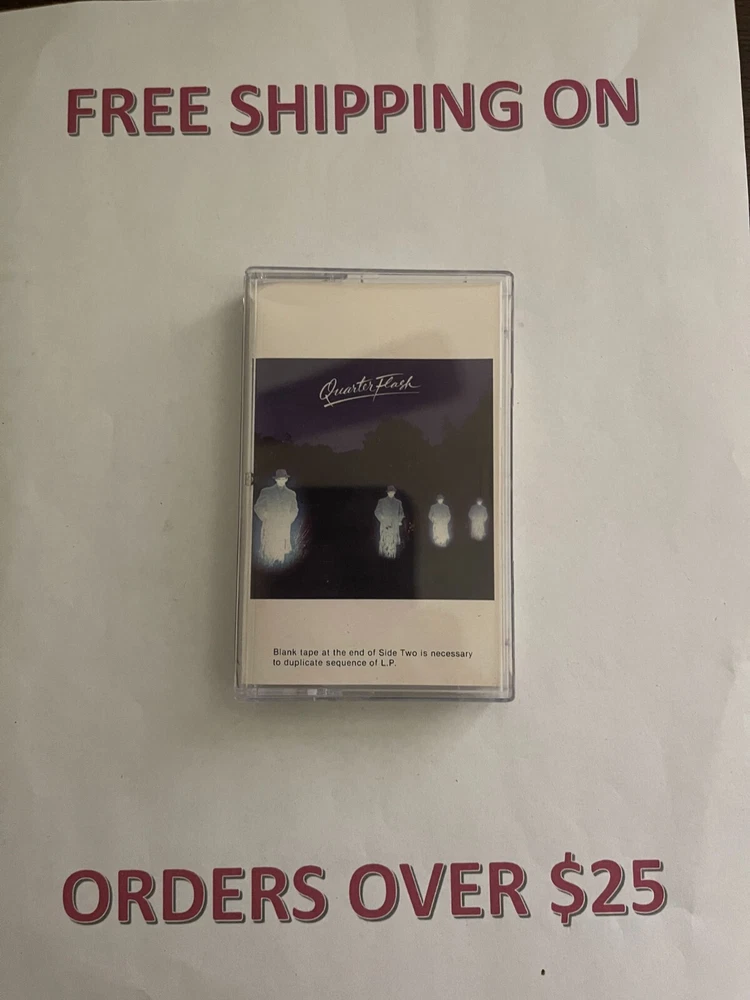 FREE SHIPPING ON
QuarterFlash
Blank tape at the end of Side Two is necessary
to duplicate sequence of L.P.
ORDERS OVER $25